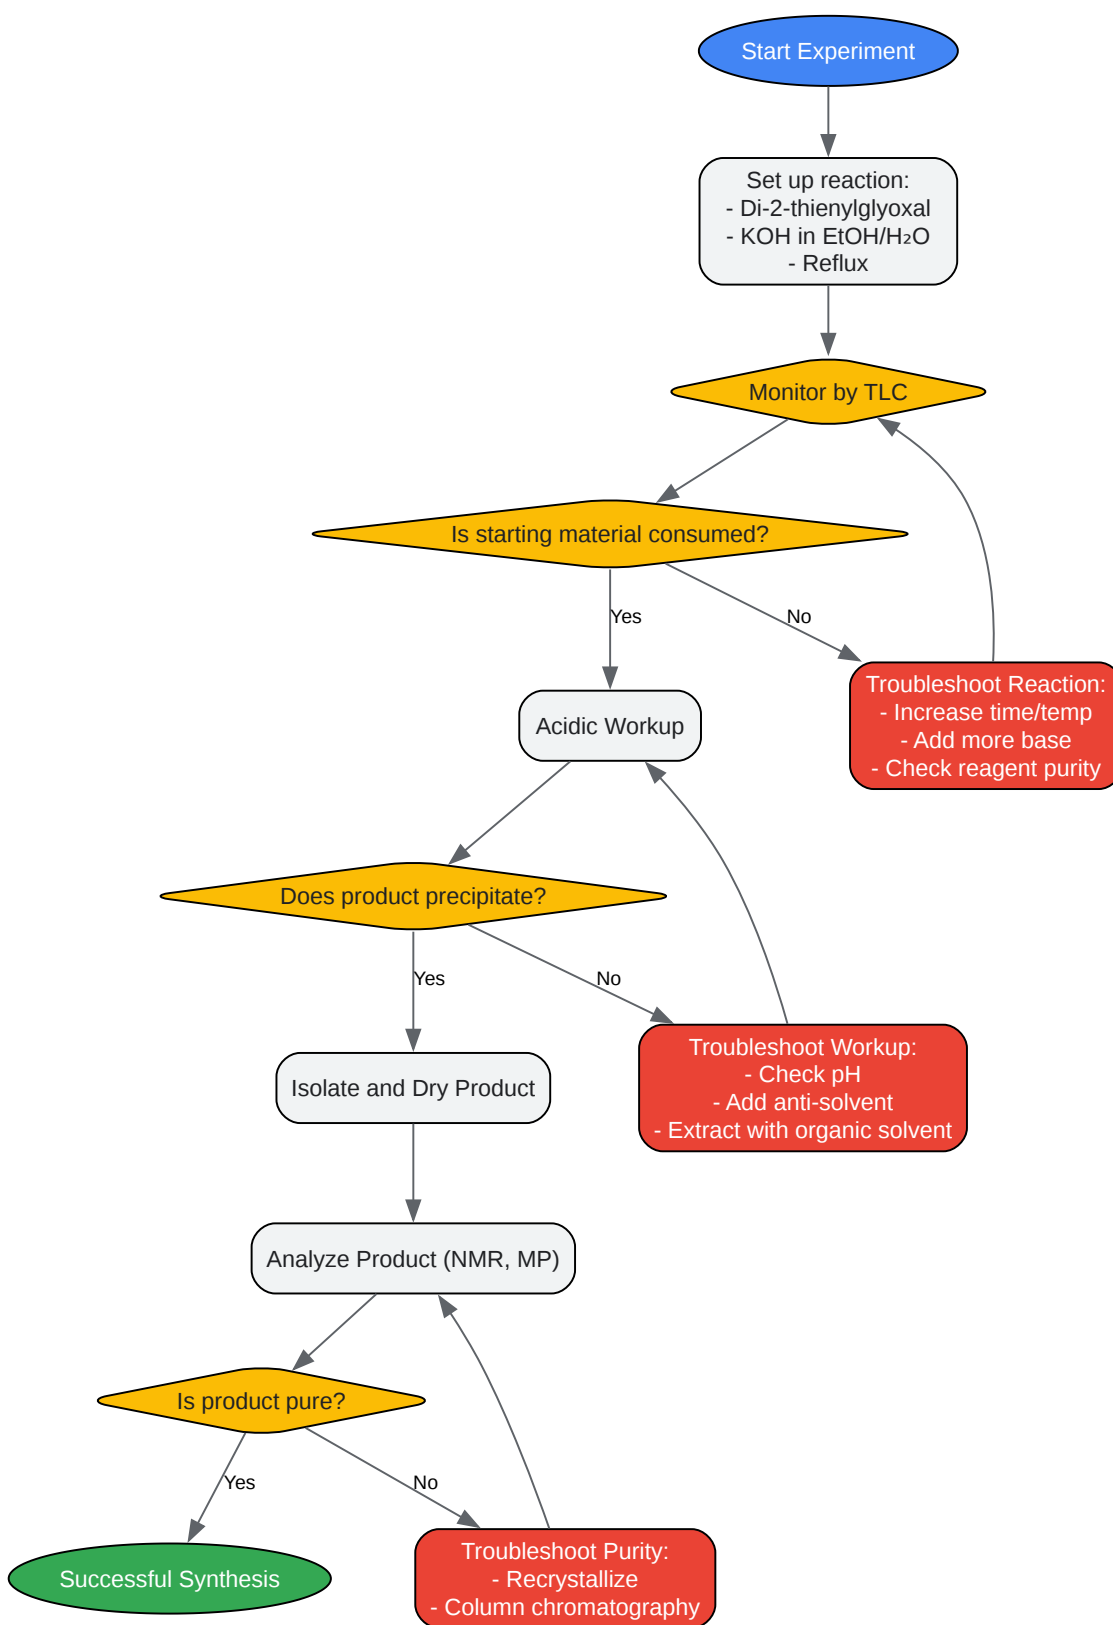 Start Experiment
Set up reaction:
- Di-2-thienylglyoxal
- KOH in EtOH/H₂O
- Reflux
Monitor by TLC
Is starting material consumed?
Yes
No
Troubleshoot Reaction:
- Increase time/temp
- Add more base
- Check reagent purity
Acidic Workup
Does product precipitate?
Yes
No
Troubleshoot Workup:
- Check pH
- Add anti-solvent
- Extract with organic solvent
Isolate and Dry Product
Analyze Product (NMR, MP)
Is product pure?
Yes
No
Troubleshoot Purity:
- Recrystallize
- Column chromatography
Successful Synthesis